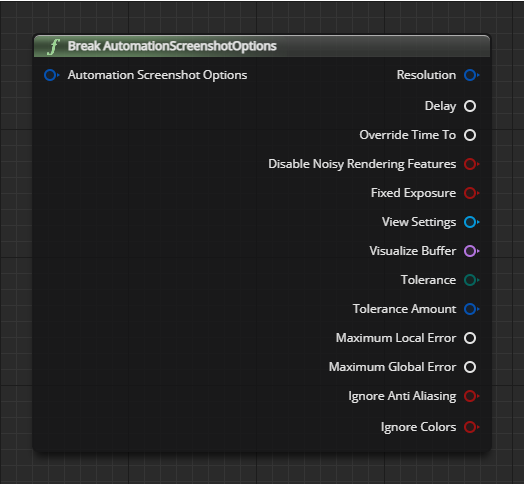 Break AutomationScreenshotOptions
Automation Screenshot Options
Resolution
Delay
Override Time To
Disable Noisy Rendering Features
Fixed Exposure
View Settings
Visualize Buffer
Tolerance
Tolerance Amount
Maximum Local Error
Maximum Global Error
Ignore Anti Aliasing
Ignore Colors